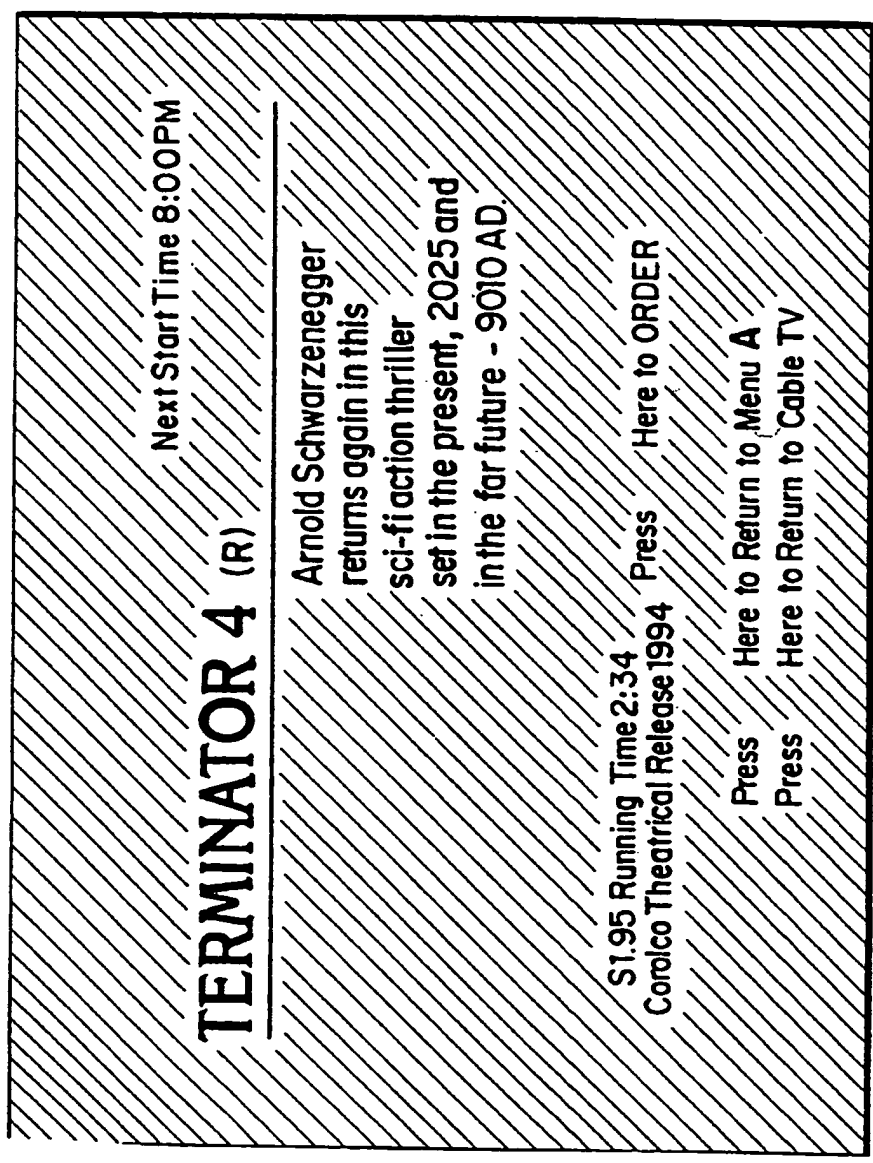 Next Start Time 8:00PM
TERMINATOR 4 (R)
Arnold Schwarzenegger
returns again in this
sci-fi action thriller
set in the present, 2025 and
in the far future - 9010 AD.
$1.95 Running Time 2:34 Press Here to ORDER
Corolco Theatrical Release 1994
Press Here to Return to Menu A
Press Here to Return to Cable TV